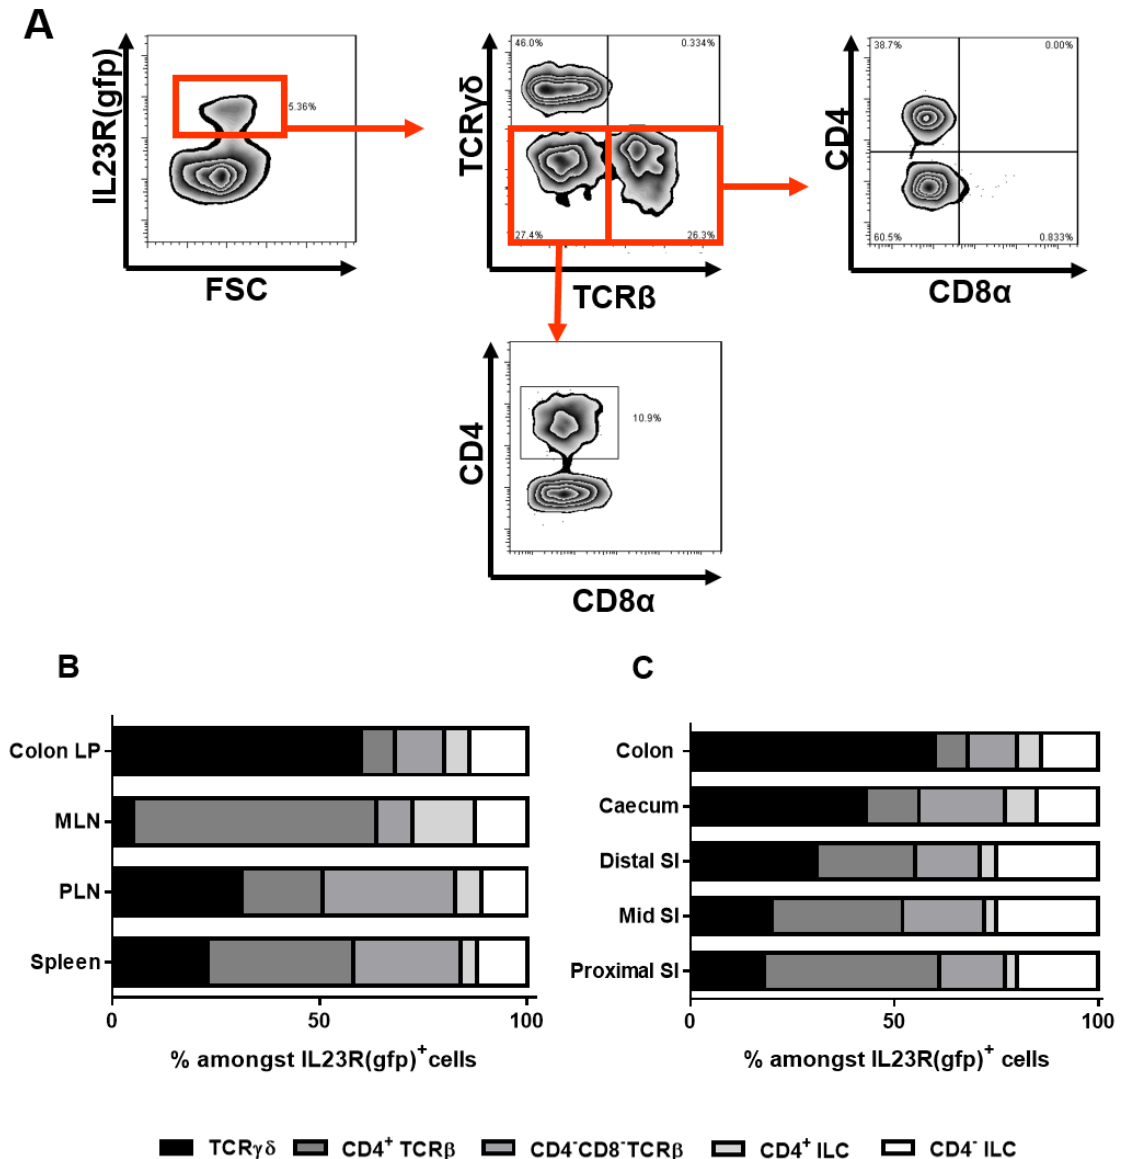 A
IL23R(gfp)
5.36%
FSC
TCRγδ
46.0%
0.334%
27.4%
26.3%
TCRβ
CD4
38.7%
0.00%
60.5%
0.833%
CD8α
CD4
10.9%
CD8α
B
Colon LP
MLN
PLN
Spleen
0
50
100
% amongst IL23R(gfp)⁺cells
C
Colon
Caecum
Distal SI
Mid SI
Proximal SI
0
50
100
% amongst IL23R(gfp)⁺ cells
TCRγδ CD4⁺ TCRβ CD4⁻CD8⁻TCRβ CD4⁺ ILC CD4⁻ ILC